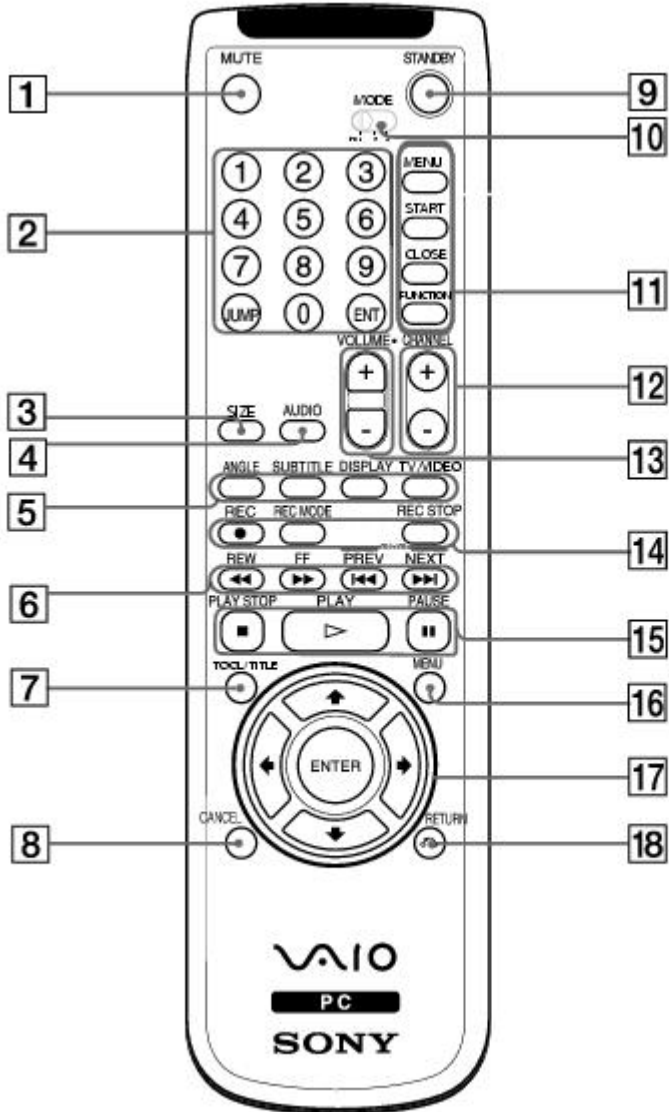 MUTE STANDBY
1 9
MODE
10
1 2 3 MENU
4 5 6 START
2
7 8 9 CLOSE
11
JUMP 0 ENT FUNCTION
VOLUME • CHANNEL
+ +
12
3 SIZE AUDIO
4 - -
13
ANGLE SUBTITLE DISPLAY TV/VIDEO
5
REC REC MODE REC STOP
14
REW FF PREV NEXT
6
PLAY STOP PLAY PAUSE
15
TOOL/TITLE MENU
7 16
ENTER
17
CANCEL RETURN
8 18
VAIO
PC
SONY